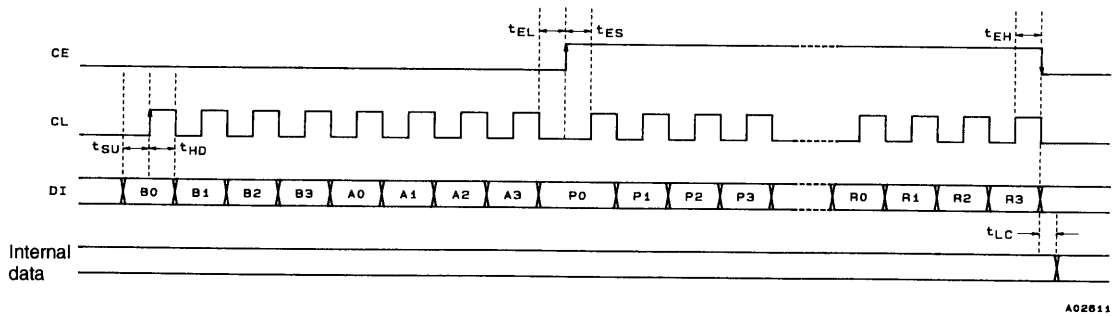 tEL tES tEH
CE
CL
tSU tHD
DI B0 B1 B2 B3 A0 A1 A2 A3 P0 P1 P2 P3 R0 R1 R2 R3
tLC
Internal
data
A02611